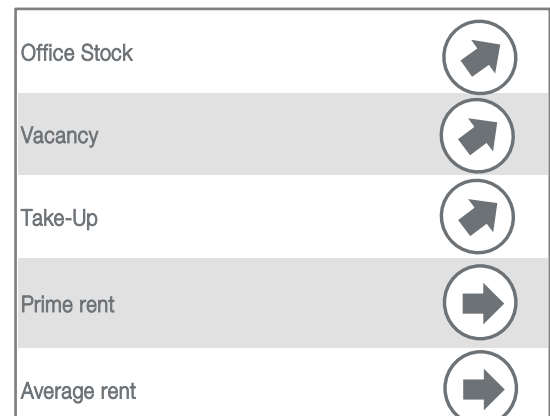 Office Stock
Vacancy
Take-Up
Prime rent
Average rent